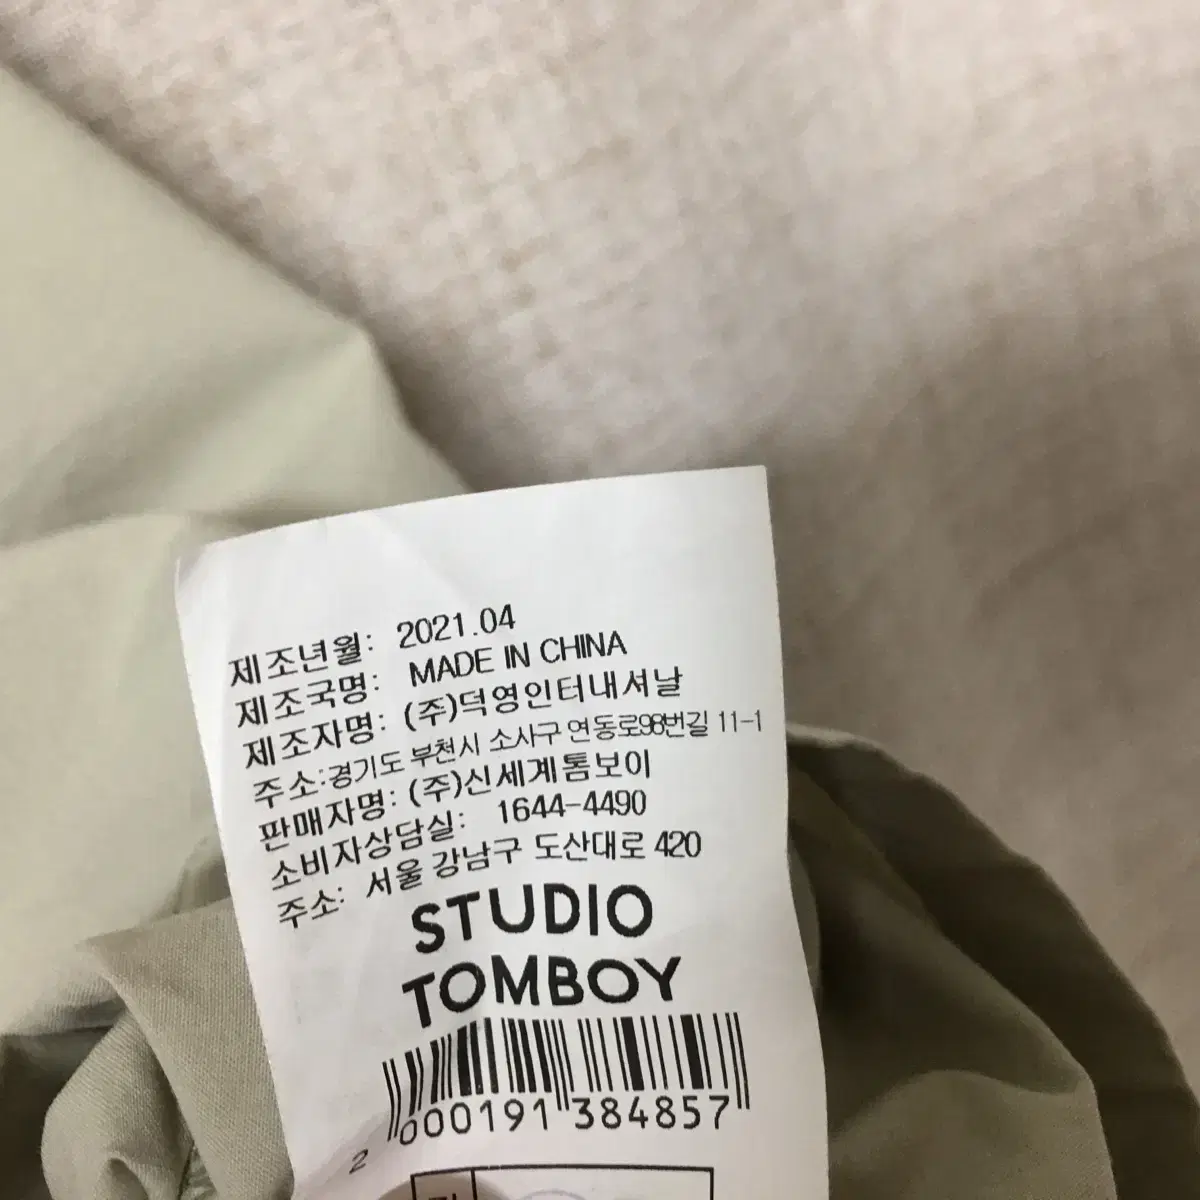 제조년월: 2021.04
제조국명: MADE IN CHINA
제조자명: (주)덕영인터내셔날
주소:경기도 부천시 소사구 연동로98번길 11-1
판매자명: (주)신세계톰보이
소비자상담실: 1644-4490
주소: 서울 강남구 도산대로 420
STUDIO
TOMBOY
2 000191 384857